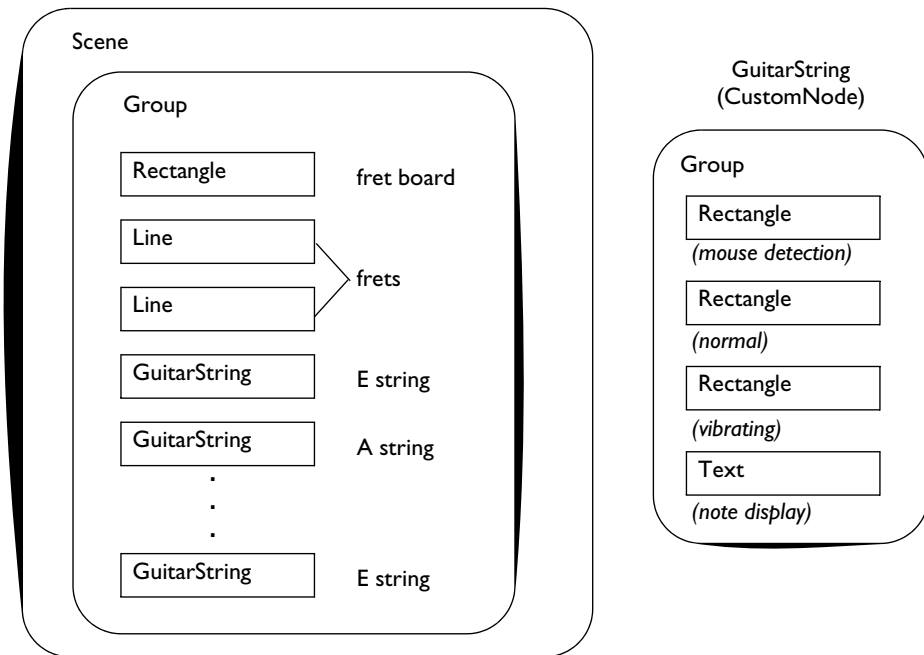 Scene
Group
Rectangle
fret board
Line
frets
Line
GuitarString
E string
GuitarString
A string
.
.
.
GuitarString
E string
GuitarString
(CustomNode)
Group
Rectangle
(mouse detection)
Rectangle
(normal)
Rectangle
(vibrating)
Text
(note display)